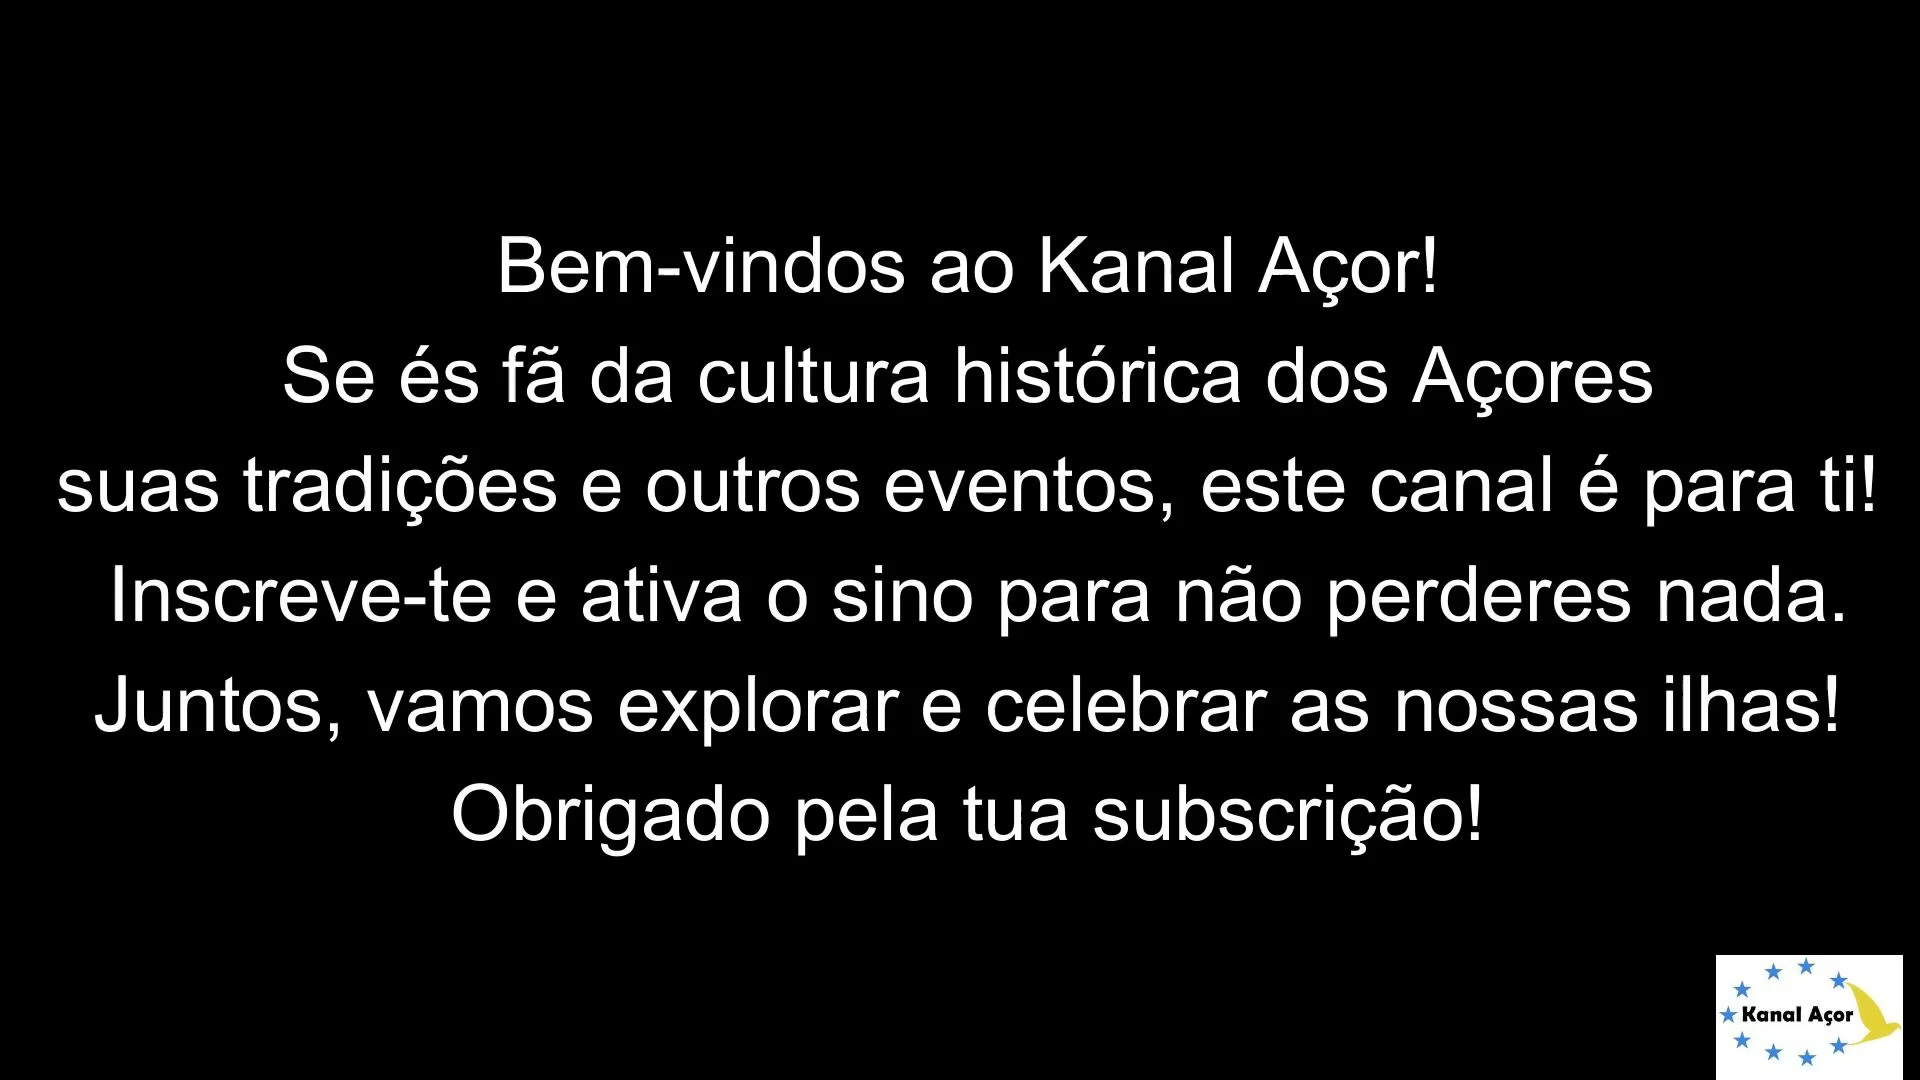 Bem-vindos ao Kanal Açor!
Se és fã da cultura histórica dos Açores
suas tradições e outros eventos, este canal é para ti!
Inscreve-te e ativa o sino para não perderes nada.
Juntos, vamos explorar e celebrar as nossas ilhas!
Obrigado pela tua subscrição!
Kanal Açor